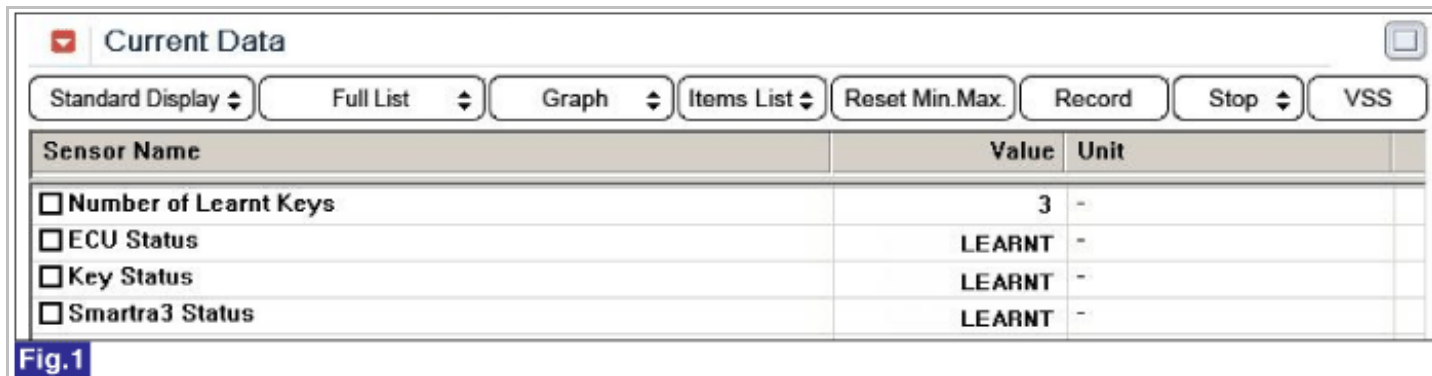 Current Data
Standard Display Full List Graph Items List Reset Min.Max. Record Stop VSS
Sensor Name Value Unit
Number of Learnt Keys 3 -
ECU Status LEARNT -
Key Status LEARNT -
Smartra3 Status LEARNT -
Fig.1